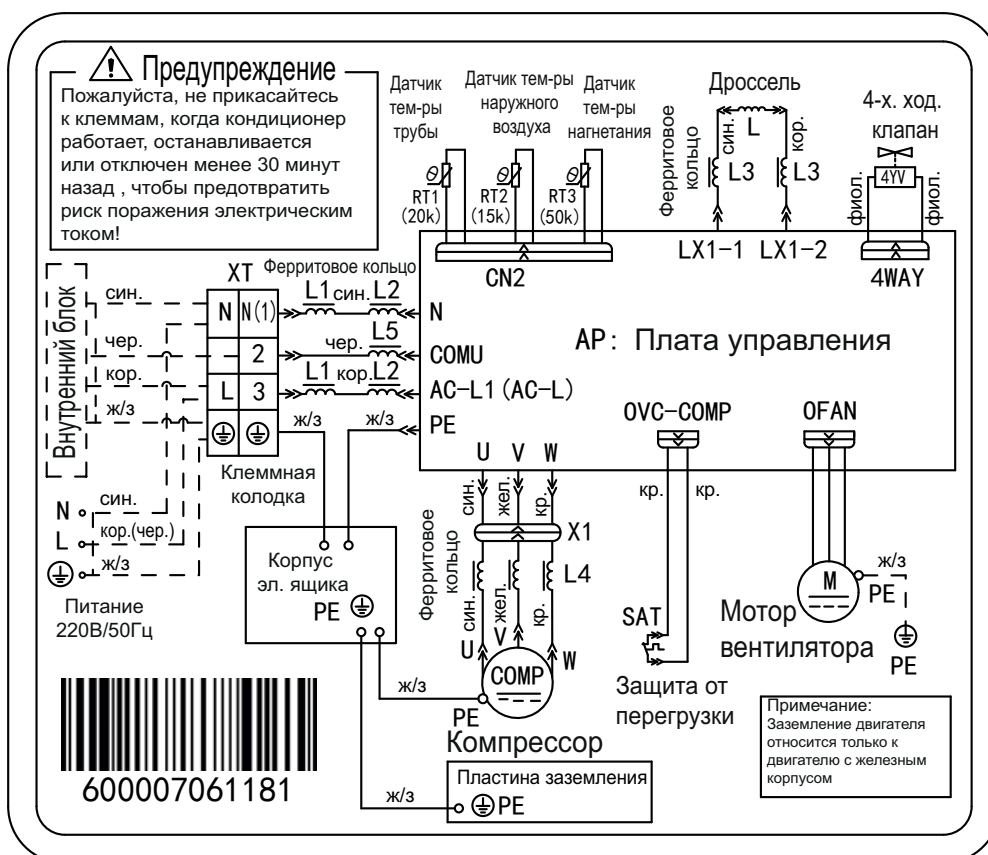 Предупреждение
Пожалуйста, не прикасайтесь
к клеммам, когда кондиционер
работает, останавливается
или отключен менее 30 минут
назад , чтобы предотвратить
риск поражения электрическим
током!
Датчик
тем-ры
трубы
Датчик тем-ры
наружного
воздуха
Датчик
тем-ры
нагнетания
Дроссель
4-х. ход.
клапан
RT1
(20k)
RT2
(15k)
RT3
(50k)
θ
θ
θ
Ферритовое
кольцо
син.
L
кор.
L3
L3
4YV
фиол.
фиол.
CN2
LX1-1
LX1-2
4WAY
AP: Плата управления
Внутренний блок
син.
чер.
кор.
ж/з
XT
N
N(1)
2
L
3
Ферритовое кольцо
L1 син. L2
N
чер. L5
COMU
L1 кор. L2
AC-L1(AC-L)
ж/з
ж/з
PE
Клеммная
колодка
OVC-COMP
OFAN
U
V
W
син.
жел.
кр.
кр.
кр.
N
син.
L
кор.(чер.)
ж/з
Питание
220В/50Гц
Корпус
эл. ящика
PE
X1
Ферритовое
кольцо
L4
син.
жел.
кр.
U
V
W
COMP
PE
ж/з
Компрессор
SAT
Защита от
перегрузки
M
ж/з
PE
PE
Мотор
вентилятора
Примечание:
Заземление двигателя
относится только к
двигателю с железным
корпусом
Пластина заземления
PE
ж/з
600007061181